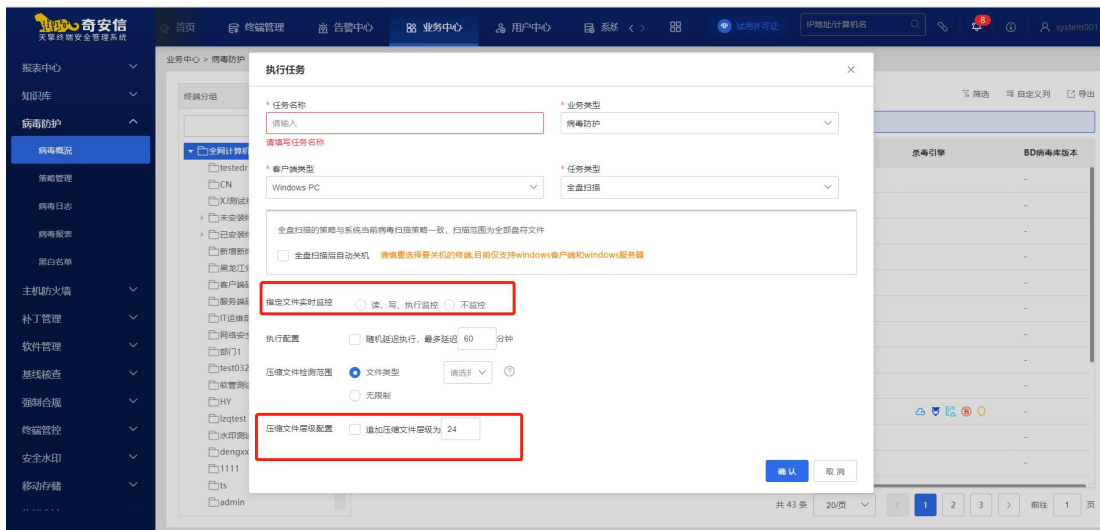 奇安信
天擎终端安全管理系统
首页
终端管理
告警中心
业务中心
用户中心
系统
试用许可证
IP地址/计算机名
8
system001
报表中心
知识库
病毒防护
病毒概况
策略管理
病毒日志
病毒报表
黑白名单
主机防火墙
补丁管理
软件管理
基线核查
强制合规
终端管控
安全水印
移动存储
业务中心 > 病毒防护
终端分组
筛选
自定义列
导出
全网计算机
testedr
CN
XJ测试
未安装
已安装
新增新
黑龙江
客户端
服务端
IT运维部
网络安全
部门1
test032
软管测
HY
lzqtest
水印测
dengxx
1111
ts
admin
杀毒引擎
BD病毒库版本
-
-
-
-
-
-
-
-
-
-
-
-
执行任务
* 任务名称
* 业务类型
请输入
病毒防护
请填写任务名称
* 客户端类型
* 任务类型
Windows PC
全盘扫描
全盘扫描的策略与系统当前病毒扫描策略一致，扫描范围为全部盘符文件
全盘扫描后自动关机 请慎重选择要关机的终端,目前仅支持windows客户端和windows服务器
指定文件实时监控 读、写、执行监控 不监控
执行配置 随机延迟执行，最多延迟 60 分钟
压缩文件检测范围 文件类型 请选择
无限制
压缩文件层级配置 追加压缩文件层级为 24
确认 取消
共 43 条 20/页 1 2 3 前往 1 页